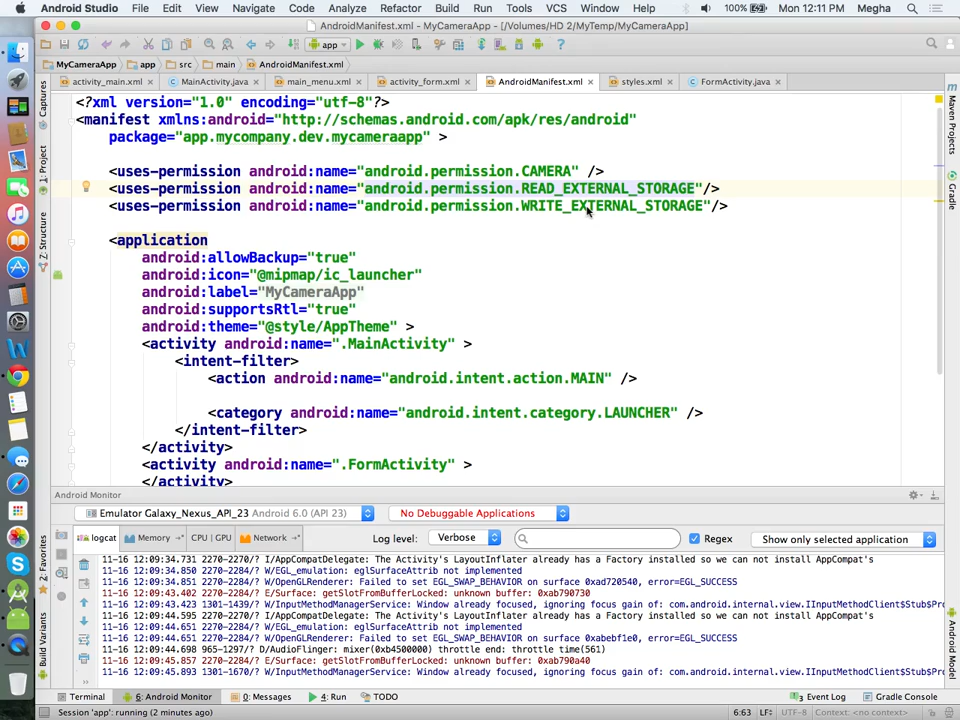 Android Studio File Edit View Navigate Code Analyze Refactor Build Run Tools VCS Window Help 100% Mon 12:11 PM Megha
AndroidManifest.xml - MyCameraApp - [/Volumes/HD 2/MyTemp/MyCameraApp]
app
MyCameraApp app src main AndroidManifest.xml
activity_main.xml × MainActivity.java × main_menu.xml × activity_form.xml × AndroidManifest.xml × styles.xml × FormActivity.java ×
<?xml version="1.0" encoding="utf-8"?>
<manifest xmlns:android="http://schemas.android.com/apk/res/android"
package="app.mycompany.dev.mycameraapp" >
<uses-permission android:name="android.permission.CAMERA" />
<uses-permission android:name="android.permission.READ_EXTERNAL_STORAGE"/>
<uses-permission android:name="android.permission.WRITE_EXTERNAL_STORAGE"/>
<application
android:allowBackup="true"
android:icon="@mipmap/ic_launcher"
android:label="MyCameraApp"
android:supportsRtl="true"
android:theme="@style/AppTheme" >
<activity android:name=".MainActivity" >
<intent-filter>
<action android:name="android.intent.action.MAIN" />
<category android:name="android.intent.category.LAUNCHER" />
</intent-filter>
</activity>
<activity android:name=".FormActivity" >
</activity>
Captures
1: Project
Z: Structure
2: Favorites
Build Variants
Maven Projects
Gradle
Android Model
Android Monitor
Emulator Galaxy_Nexus_API_23 Android 6.0 (API 23) No Debuggable Applications
logcat Memory CPU | GPU Network Log level: Verbose Regex Show only selected application
11-16 12:09:34.731 2270-2270/? I/AppCompatDelegate: The Activity's LayoutInflater already has a Factory installed so we can not install AppCompat's
11-16 12:09:34.850 2270-2284/? W/EGL_emulation: eglSurfaceAttrib not implemented
11-16 12:09:34.851 2270-2284/? W/OpenGLRenderer: Failed to set EGL_SWAP_BEHAVIOR on surface 0xad720540, error=EGL_SUCCESS
11-16 12:09:43.402 2270-2284/? E/Surface: getSlotFromBufferLocked: unknown buffer: 0xab790730
11-16 12:09:43.423 1301-1439/? W/InputMethodManagerService: Window already focused, ignoring focus gain of: com.android.internal.view.IInputMethodClient$Stub$Pro
11-16 12:09:44.595 2270-2270/? I/AppCompatDelegate: The Activity's LayoutInflater already has a Factory installed so we can not install AppCompat's
11-16 12:09:44.651 2270-2284/? W/EGL_emulation: eglSurfaceAttrib not implemented
11-16 12:09:44.651 2270-2284/? W/OpenGLRenderer: Failed to set EGL_SWAP_BEHAVIOR on surface 0xabebf1e0, error=EGL_SUCCESS
11-16 12:09:44.698 965-1297/? D/AudioFlinger: mixer(0xb4500000) throttle end: throttle time(561)
11-16 12:09:45.857 2270-2284/? E/Surface: getSlotFromBufferLocked: unknown buffer: 0xab790a40
11-16 12:09:45.893 1301-1670/? W/InputMethodManagerService: Window already focused, ignoring focus gain of: com.android.internal.view.IInputMethodClient$Stub$Pro
Terminal 6: Android Monitor 0: Messages 4: Run TODO Event Log Gradle Console
Session 'app': running (2 minutes ago) 6:63 LF÷ UTF-8 Context: <no context>